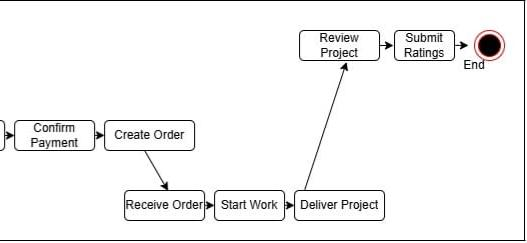 Review
Project
Submit
Ratings
End
Confirm
Payment
Create Order
Receive Order
Start Work
Deliver Project